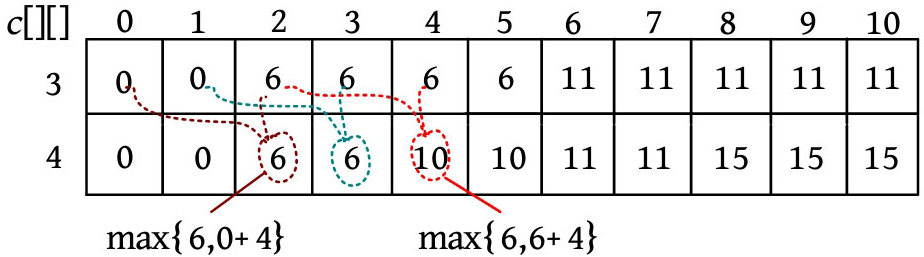 c[][] 0 1 2 3 4 5 6 7 8 9 10
3 0 0 6 6 6 6 11 11 11 11 11
4 0 0 6 6 10 10 11 11 15 15 15
max{6,0+4} max{6,6+4}